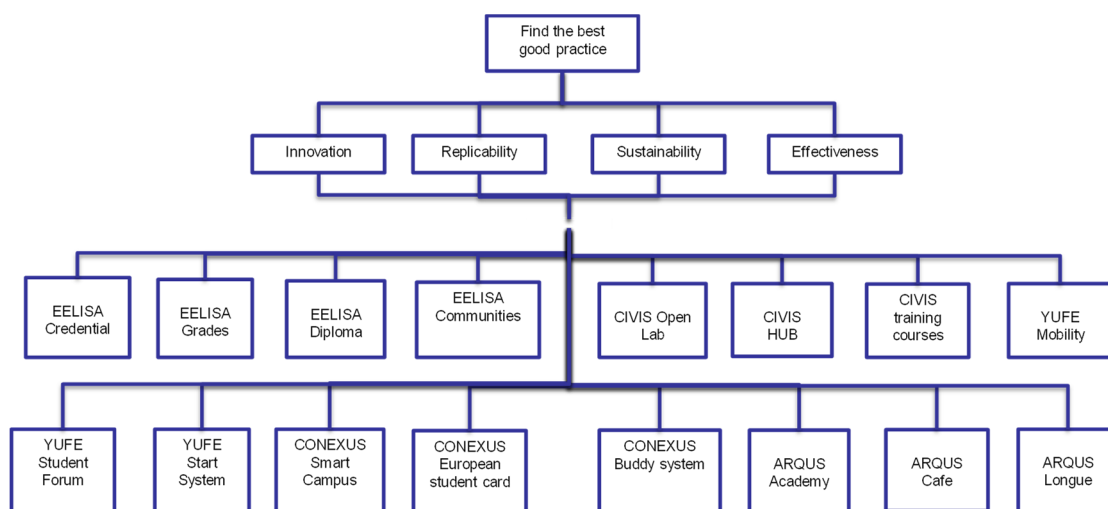 Find the best
good practice
Innovation
Replicability
Sustainability
Effectiveness
EELISA
Credential
EELISA
Grades
EELISA
Diploma
EELISA
Communities
CIVIS Open
Lab
CIVIS
HUB
CIVIS
training
courses
YUFE
Mobility
YUFE
Student
Forum
YUFE
Start
System
CONEXUS
Smart
Campus
CONEXUS
European
student card
CONEXUS
Buddy system
ARQUS
Academy
ARQUS
Cafe
ARQUS
Longue